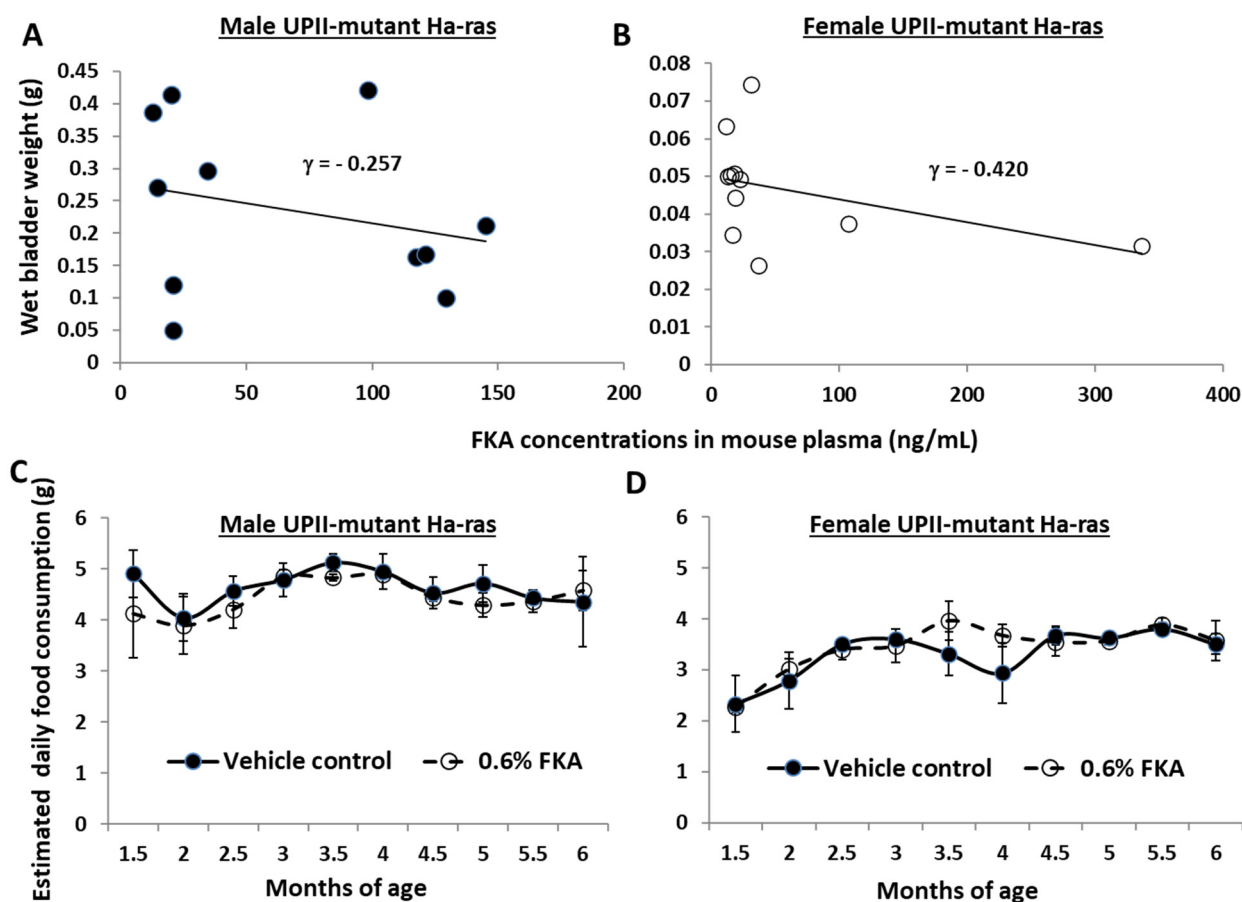 A
Male UPII-mutant Ha-ras
Wet bladder weight (g)
0.45
0.4
0.35
0.3
0.25
0.2
0.15
0.1
0.05
0
γ = - 0.257
0 50 100 150 200
B
Female UPII-mutant Ha-ras
0.08
0.07
0.06
0.05
0.04
0.03
0.02
0.01
0
γ = - 0.420
0 100 200 300 400
FKA concentrations in mouse plasma (ng/mL)
C
Male UPII-mutant Ha-ras
Estimated daily food consumption (g)
6
5
4
3
2
1
0
Vehicle control 0.6% FKA
1.5 2 2.5 3 3.5 4 4.5 5 5.5 6
Months of age
D
Female UPII-mutant Ha-ras
6
5
4
3
2
1
0
Vehicle control 0.6% FKA
1.5 2 2.5 3 3.5 4 4.5 5 5.5 6
Months of age